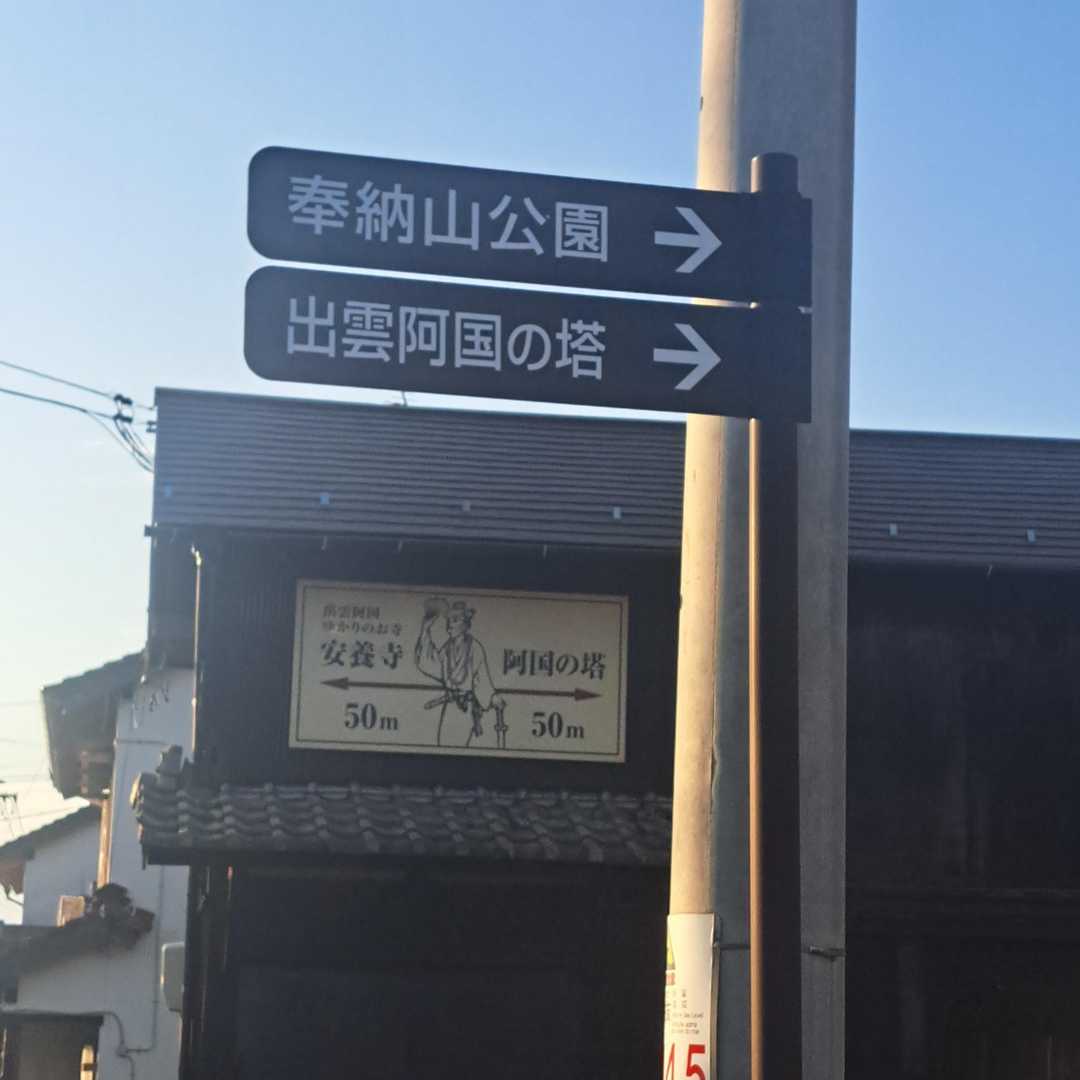 奉納山公園 →
出雲阿国の塔 →
出雲阿国
ゆかりのお寺
安養寺
阿国の塔
50m
50m